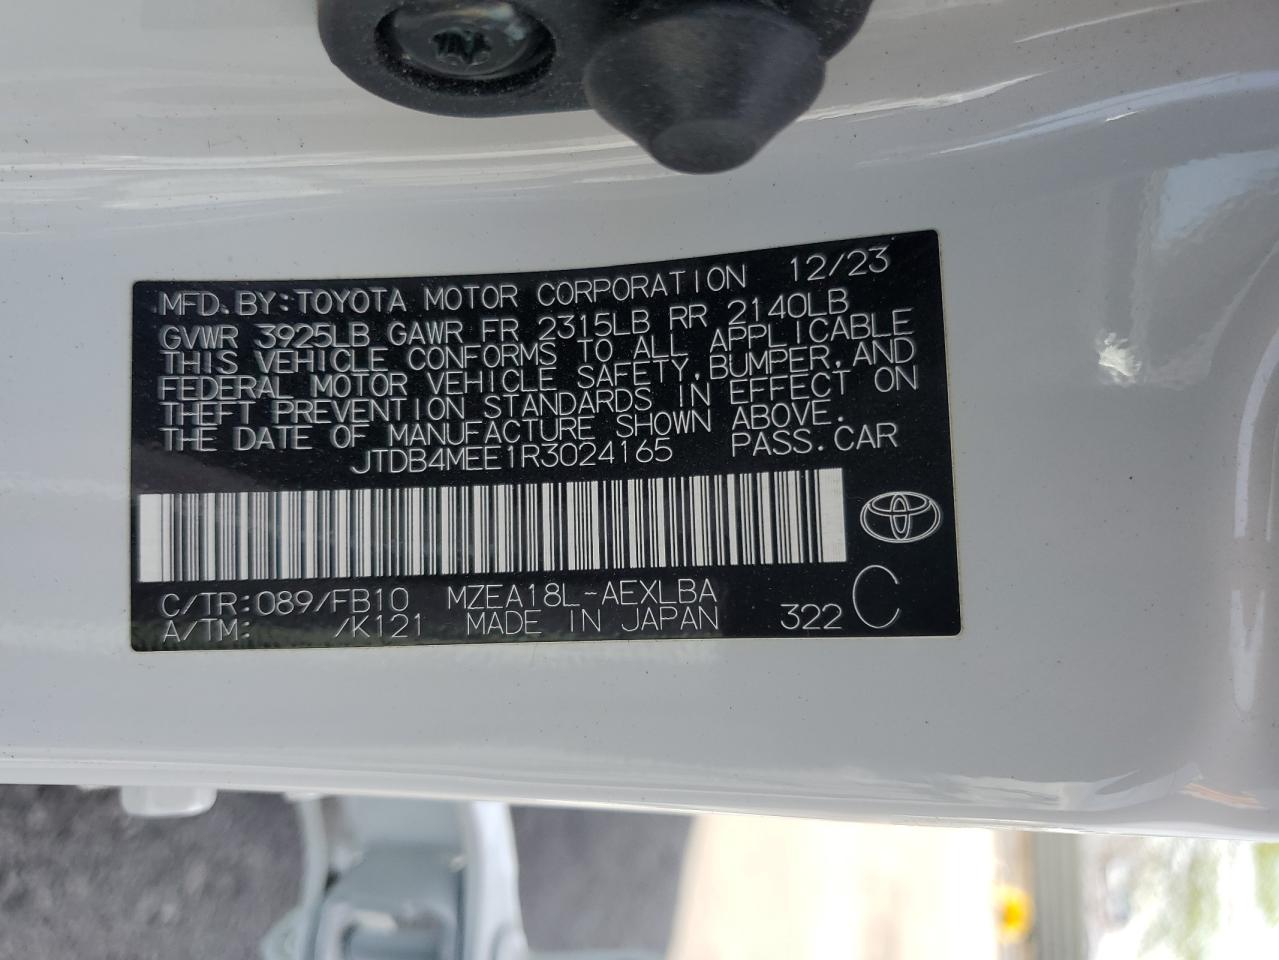 MFD.BY:TOYOTA MOTOR CORPORATION 12/23
GVWR 3925LB GAWR FR 2315LB RR 2140LB
THIS VEHICLE CONFORMS TO ALL APPLICABLE
FEDERAL MOTOR VEHICLE SAFETY,BUMPER,AND
THEFT PREVENTION STANDARDS IN EFFECT ON
THE DATE OF MANUFACTURE SHOWN ABOVE.
JTDB4MEE1R3024165 PASS.CAR
C/TR:089/FB10 MZEA18L-AEXLBA
A/TM: /K121 MADE IN JAPAN 322 C